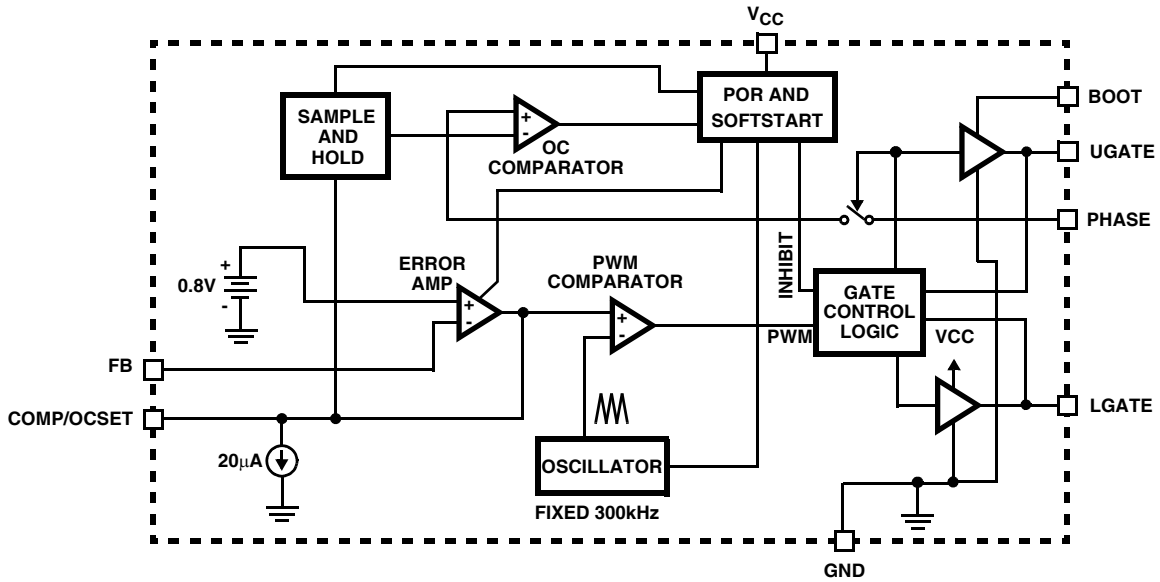 VCC
SAMPLE
AND
HOLD
+
-
OC
COMPARATOR
POR AND
SOFTSTART
BOOT
UGATE
PHASE
+
0.8V
-
ERROR
AMP
+
-
PWM
COMPARATOR
+
-
INHIBIT
GATE
CONTROL
LOGIC
PWM
VCC
FB
COMP/OCSET
LGATE
20µA
OSCILLATOR
FIXED 300kHz
GND